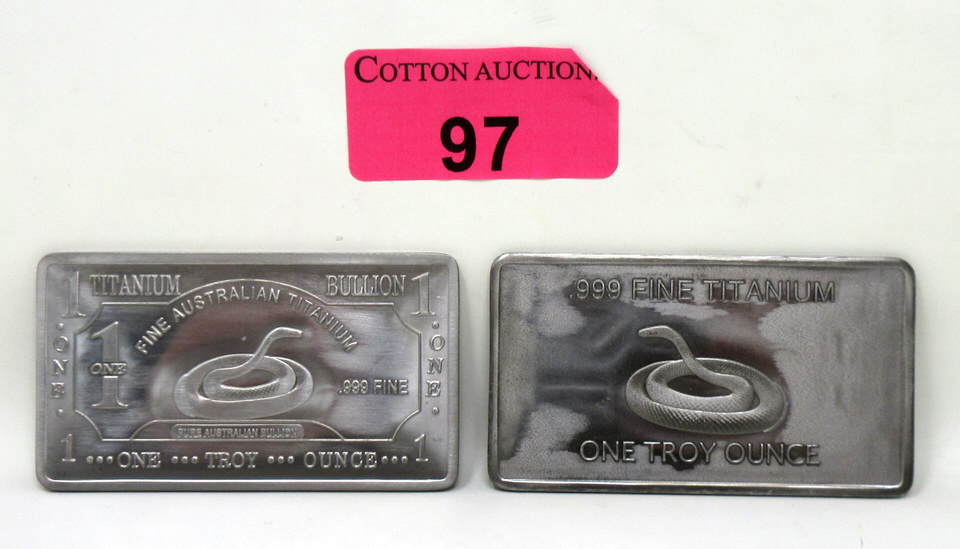 COTTON AUCTION
97
1 TITANIUM BULLION 1
FINE AUSTRALIAN TITANIUM
1 ONE
ONE
ONE
.999 FINE
PURE AUSTRALIAN BULLION
1 ••• ONE ••• TROY ••• OUNCE ••• 1
.999 FINE TITANIUM
ONE TROY OUNCE